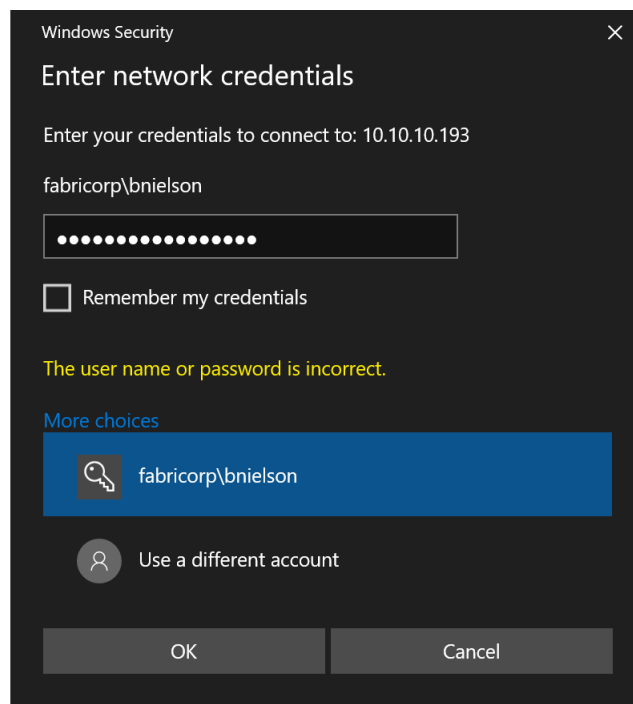 Windows Security
Enter network credentials
Enter your credentials to connect to: 10.10.10.193
fabricorp\bnielson
●●●●●●●●●●●●●●●●●
Remember my credentials
The user name or password is incorrect.
More choices
fabricorp\bnielson
Use a different account
OK
Cancel